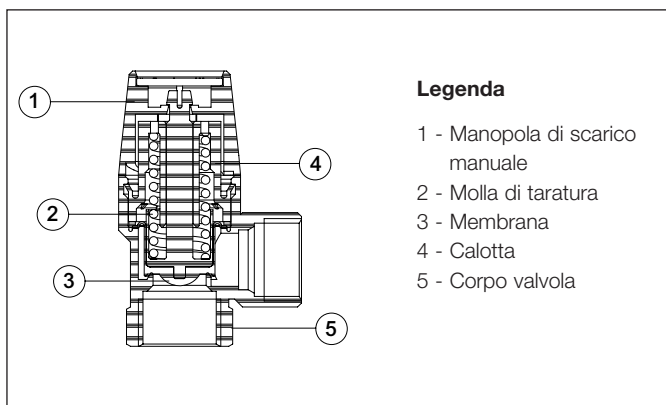 1
4
2
3
5
Legenda
1 - Manopola di scarico
manuale
2 - Molla di taratura
3 - Membrana
4 - Calotta
5 - Corpo valvola